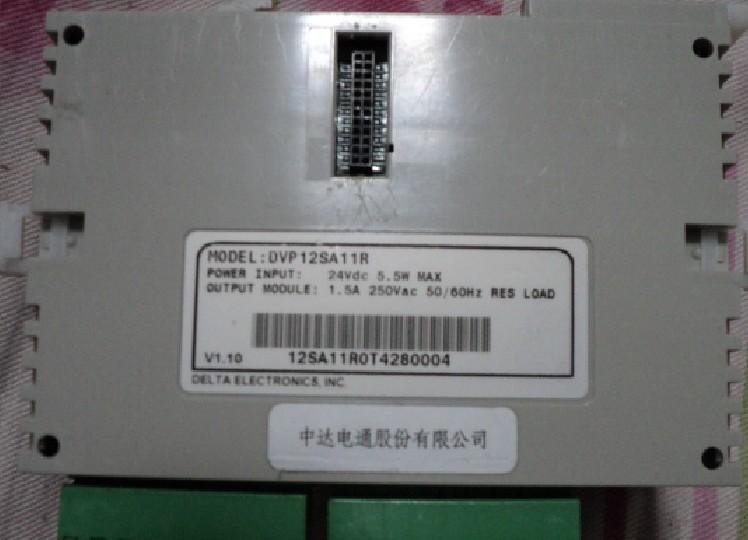 MODEL:DVP12SA11R
POWER INPUT: 24Vdc 5.5W MAX
OUTPUT MODULE: 1.5A 250Vac 50/60Hz RES LOAD
V1.10 12SA11R0T4280004
DELTA ELECTRONICS, INC.
中达电通股份有限公司